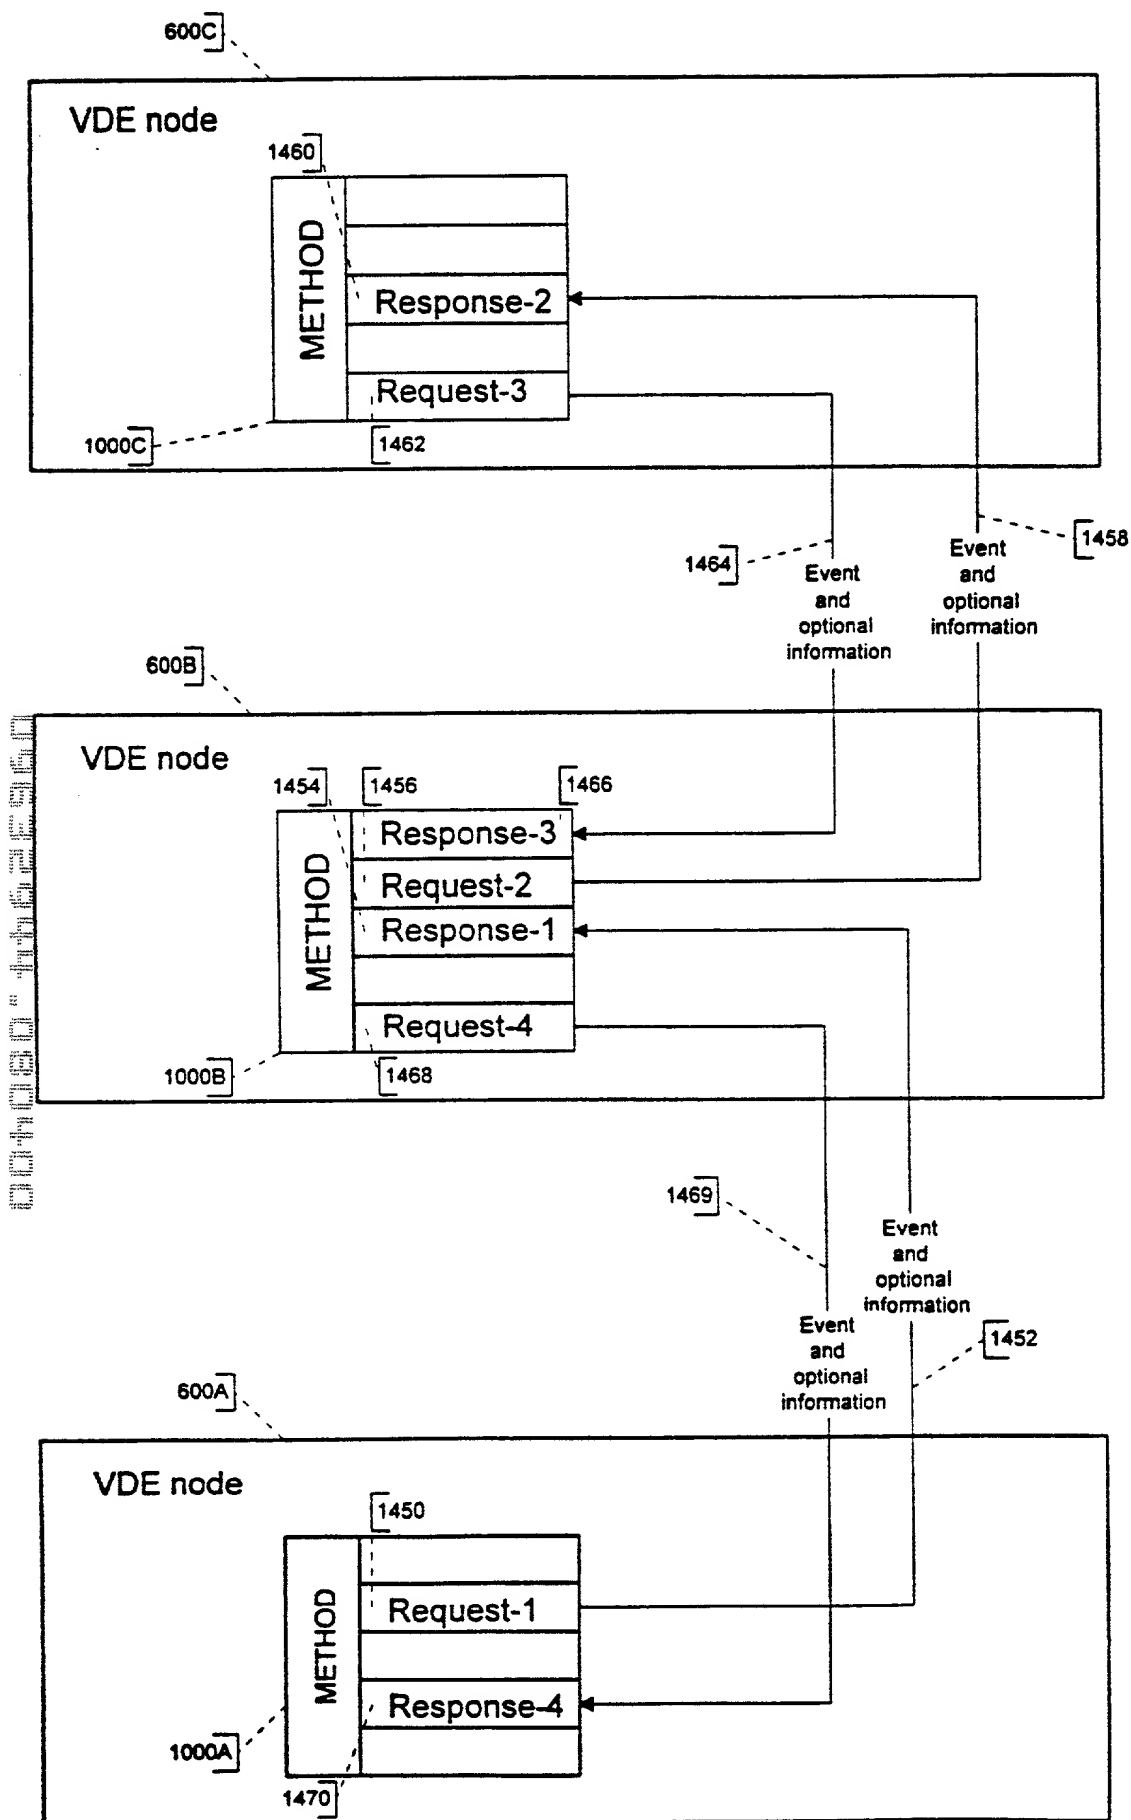 600C
VDE node
1460
METHOD
Response-2
Request-3
1000C
1462
1464
1458
Event
and
optional
information
Event
and
optional
information
600B
VDE node
1454
1456
1466
METHOD
Response-3
Request-2
Response-1
Request-4
1000B
1468
1469
Event
and
optional
information
1452
Event
and
optional
information
600A
VDE node
1450
METHOD
Request-1
Response-4
1000A
1470